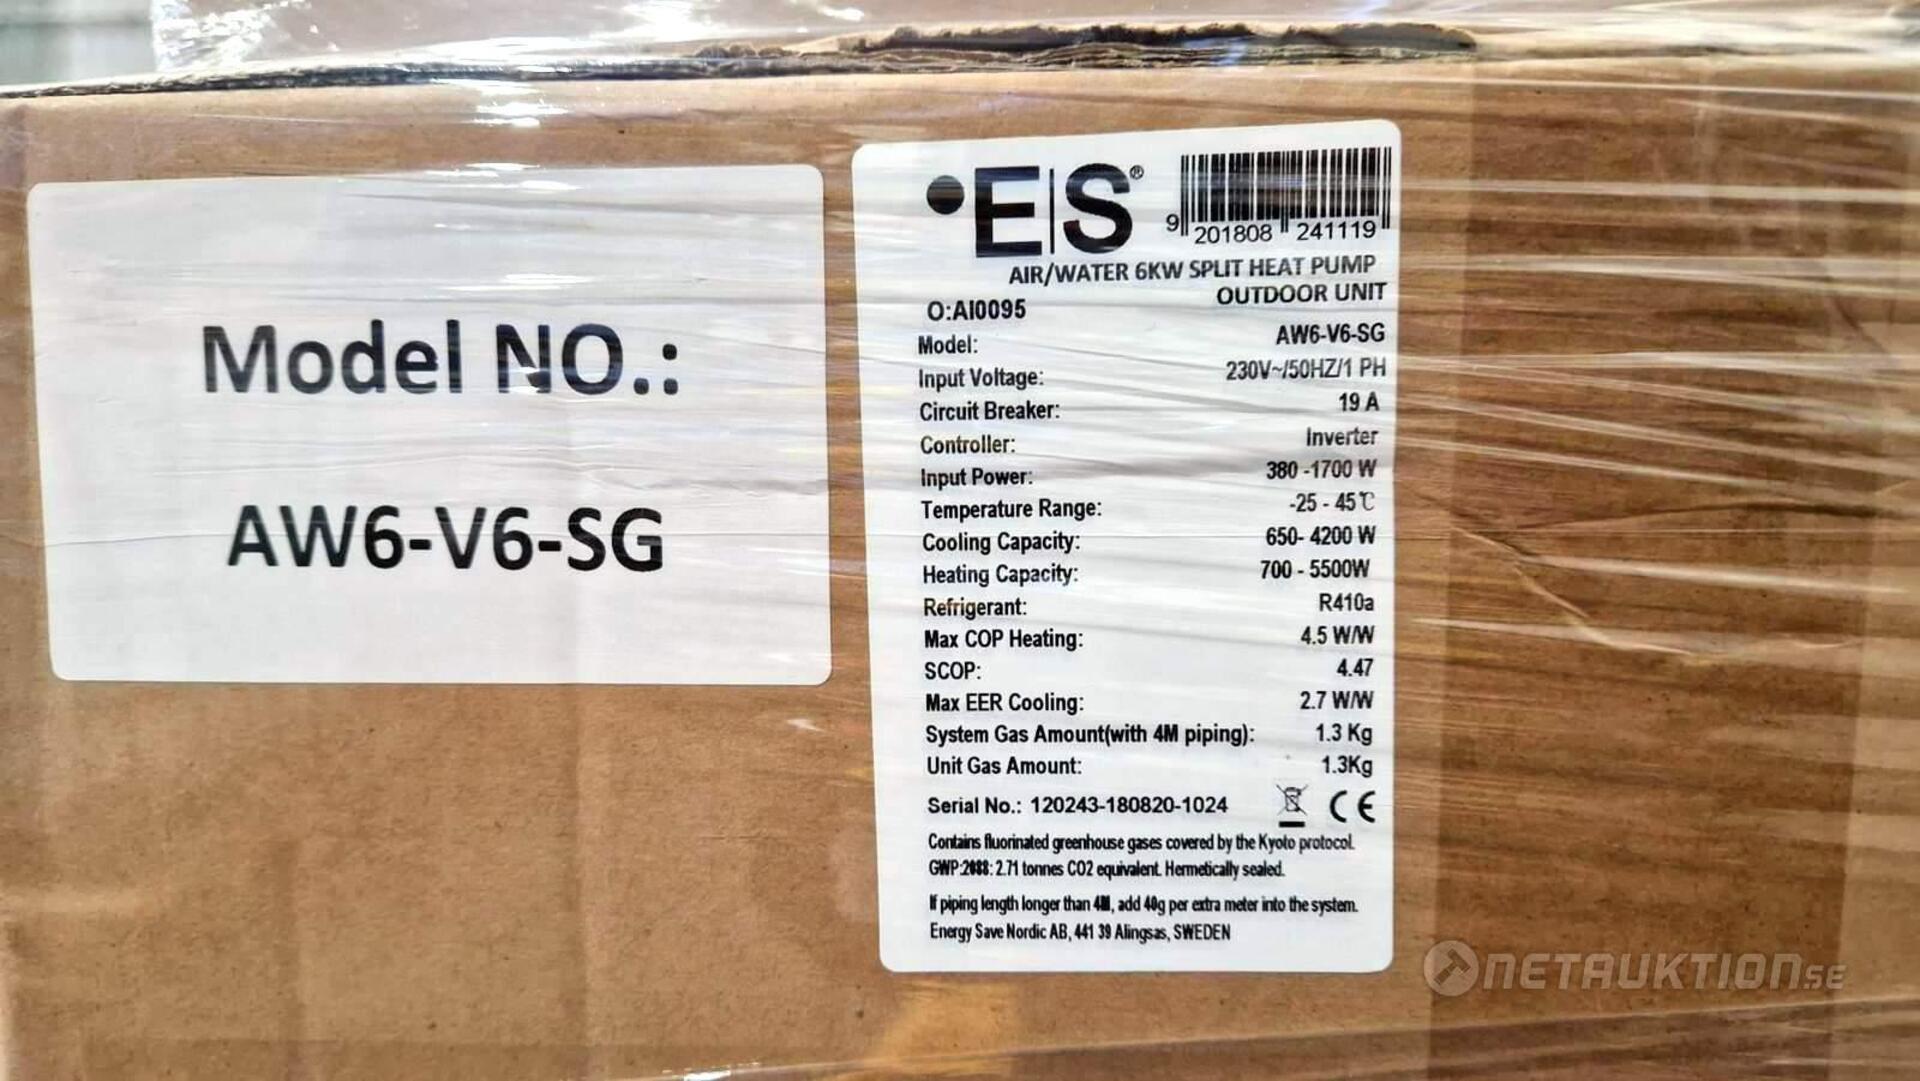 Model NO.:
AW6-V6-SG
E|S®
9 201808 241119
AIR/WATER 6KW SPLIT HEAT PUMP
OUTDOOR UNIT
O:AI0095
Model: AW6-V6-SG
Input Voltage: 230V~/50HZ/1 PH
Circuit Breaker: 19 A
Controller: Inverter
Input Power: 380 -1700 W
Temperature Range: -25 - 45℃
Cooling Capacity: 650- 4200 W
Heating Capacity: 700 - 5500W
Refrigerant: R410a
Max COP Heating: 4.5 W/W
SCOP: 4.47
Max EER Cooling: 2.7 W/W
System Gas Amount(with 4M piping): 1.3 Kg
Unit Gas Amount: 1.3Kg
Serial No.: 120243-180820-1024
CE
Contains fluorinated greenhouse gases covered by the Kyoto protocol.
GWP:2088: 2.71 tonnes CO2 equivalent. Hermetically sealed.
If piping length longer than 4M, add 40g per extra meter into the system.
Energy Save Nordic AB, 441 39 Alingsas, SWEDEN
NETAUKTION.SE